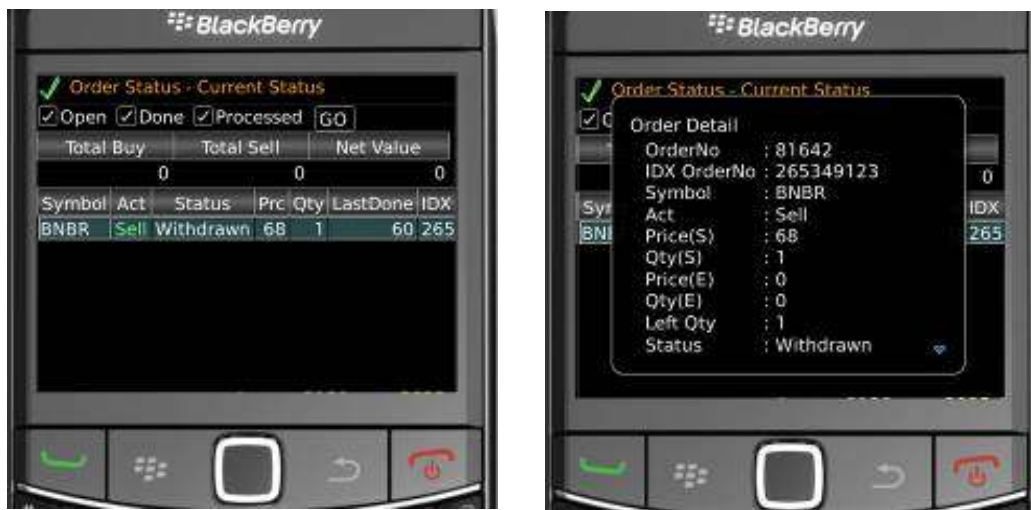 BlackBerry
Order Status - Current Status
Open Done Processed GO
Total Buy Total Sell Net Value
0 0 0
Symbol Act Status Prc Qty LastDone IDX
BNBR Sell Withdrawn 68 1 60 265
BlackBerry
Order Status - Current Status
0
IDX
265
Order Detail
OrderNo : 81642
IDX OrderNo : 265349123
Symbol : BNBR
Act : Sell
Price(S) : 68
Qty(S) : 1
Price(E) : 0
Qty(E) : 0
Left Qty : 1
Status : Withdrawn